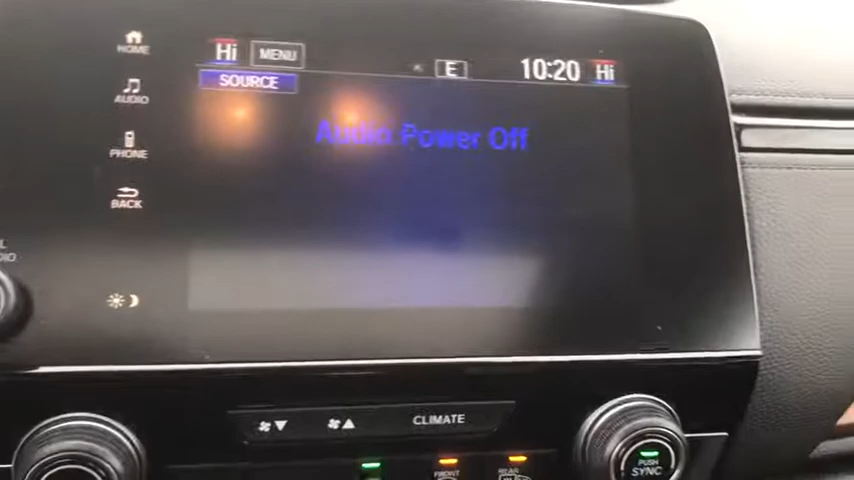 HOME
Hi
MENU
E
10:20
Hi
SOURCE
AUDIO
Audio Power Off
PHONE
BACK
CLIMATE
FRONT
REAR
PUSH
SYNC